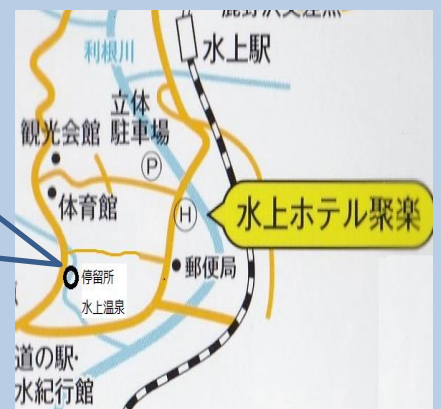 利根川
水上駅
立体
駐車場
観光会館
P
体育館
H
水上ホテル聚楽
郵便局
停留所
水上温泉
道の駅・
水紀行館